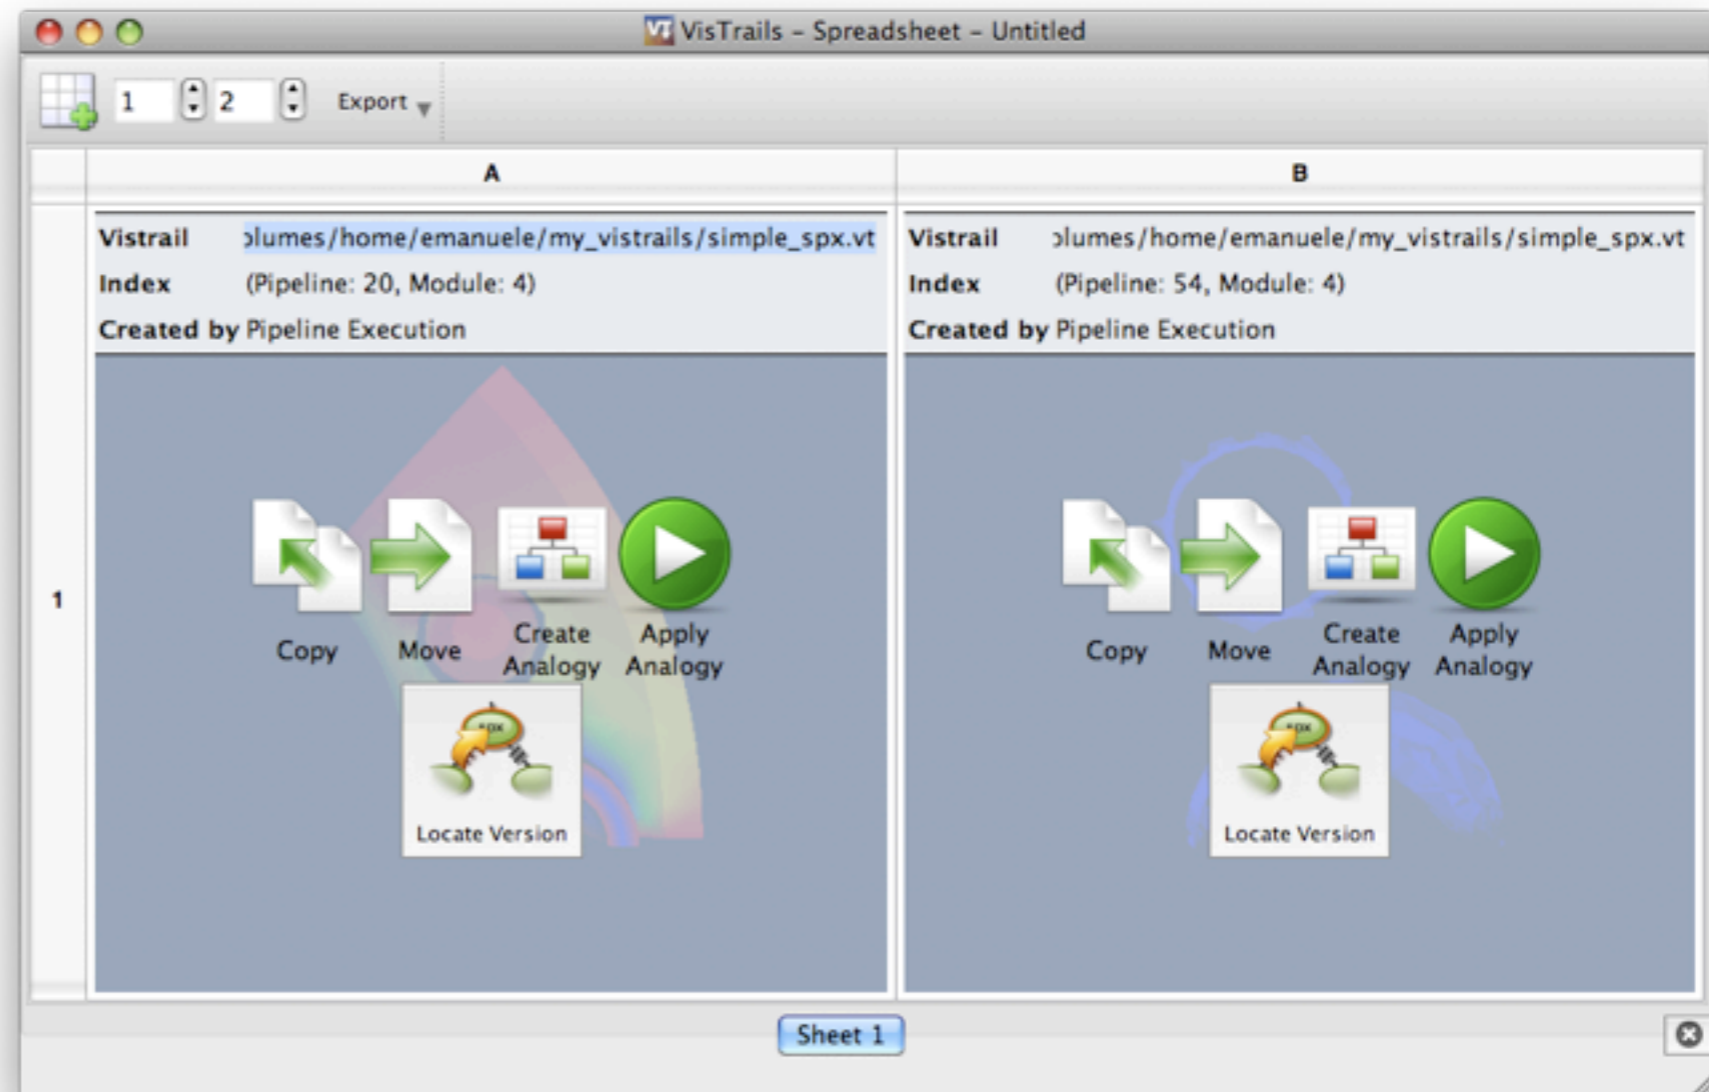 VisTrails - Spreadsheet - Untitled
1 2 Export
A B
Vistrail olumes/home/emanuele/my_vistrails/simple_spx.vt
Index (Pipeline: 20, Module: 4)
Created by Pipeline Execution
Vistrail olumes/home/emanuele/my_vistrails/simple_spx.vt
Index (Pipeline: 54, Module: 4)
Created by Pipeline Execution
1
Copy
Move
Create
Analogy
Apply
Analogy
spx
Locate Version
Copy
Move
Create
Analogy
Apply
Analogy
spx
Locate Version
Sheet 1